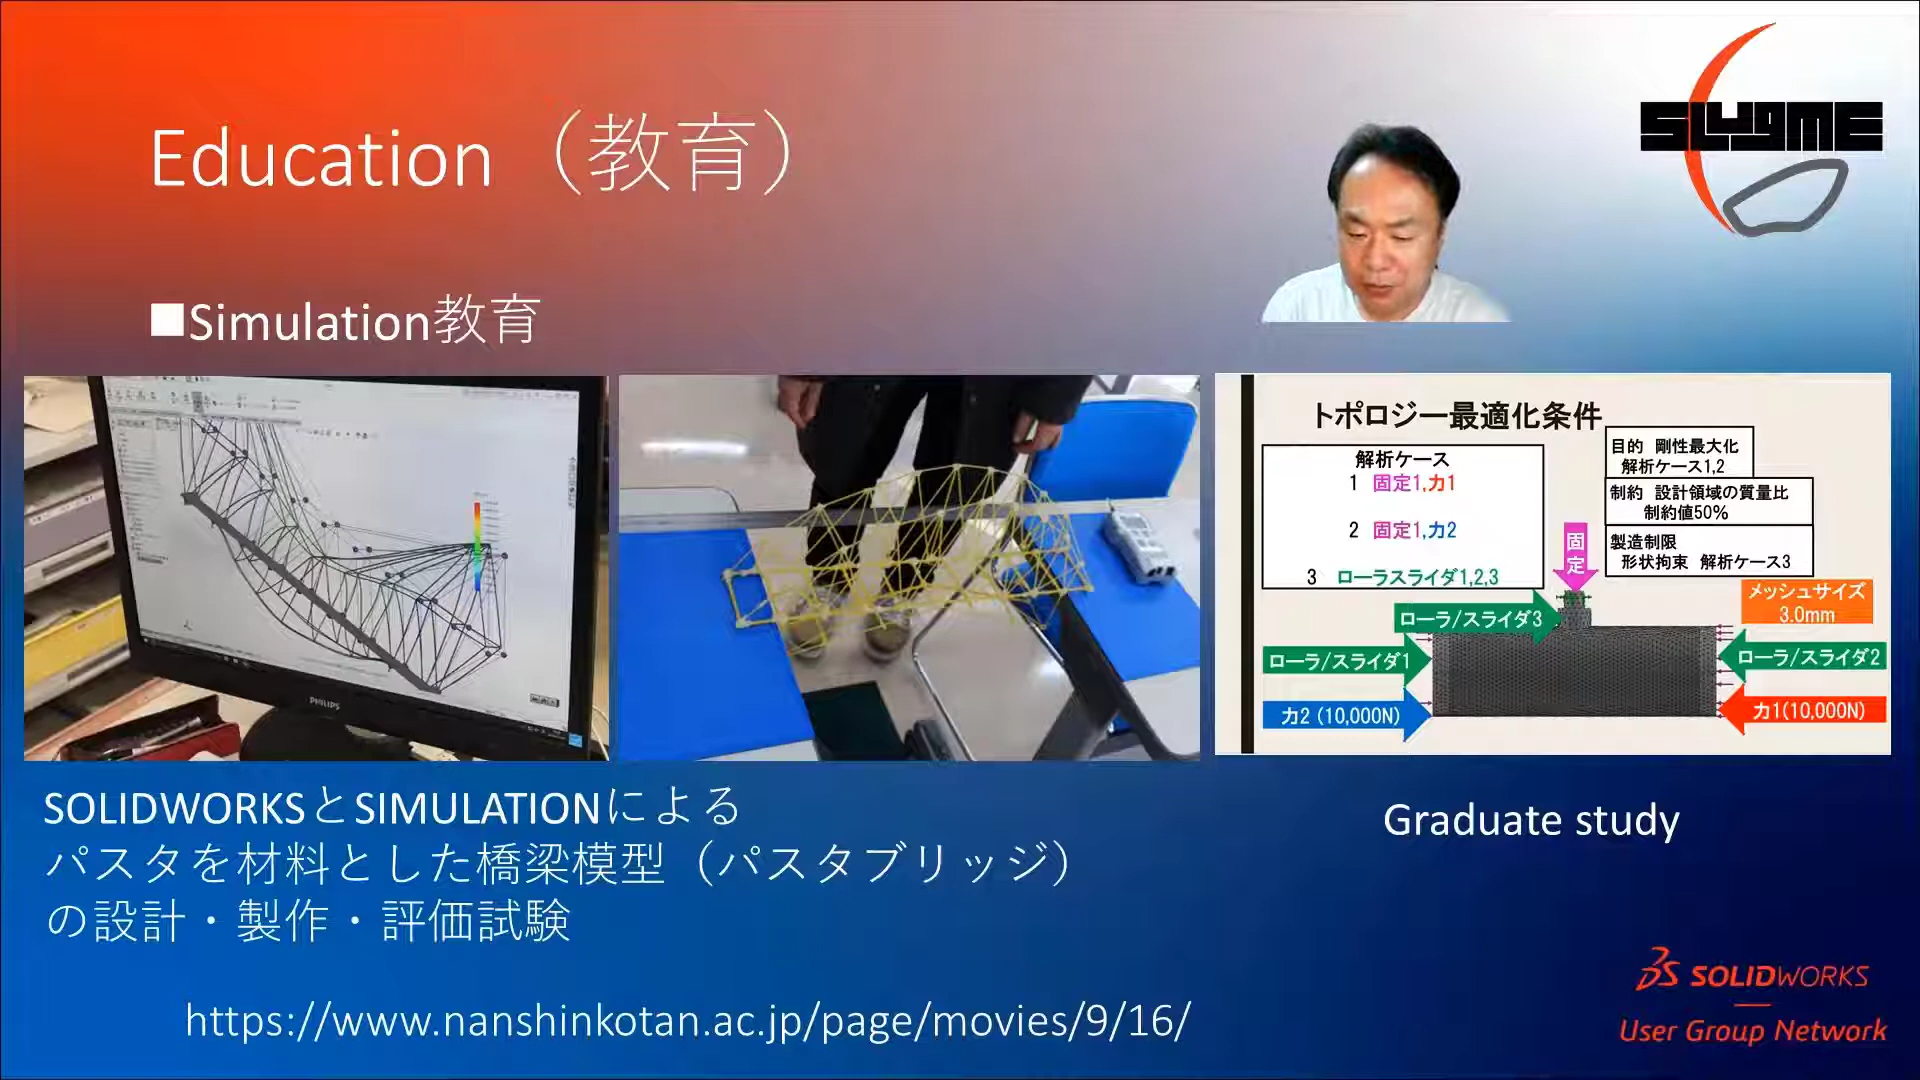 Education（教育）
SLUGME
■Simulation教育
PHILIPS
トポロジー最適化条件
解析ケース
1 固定1,力1
2 固定1,力2
3 ローラスライダ1,2,3
目的 剛性最大化
解析ケース1,2
制約 設計領域の質量比
制約値50%
製造制限
形状拘束 解析ケース3
固定
メッシュサイズ
3.0mm
ローラ/スライダ3
ローラ/スライダ1
ローラ/スライダ2
力2 (10,000N)
力1(10,000N)
SOLIDWORKSとSIMULATIONによる
パスタを材料とした橋梁模型（パスタブリッジ）
の設計・製作・評価試験
Graduate study
https://www.nanshinkotan.ac.jp/page/movies/9/16/
SOLIDWORKS
User Group Network